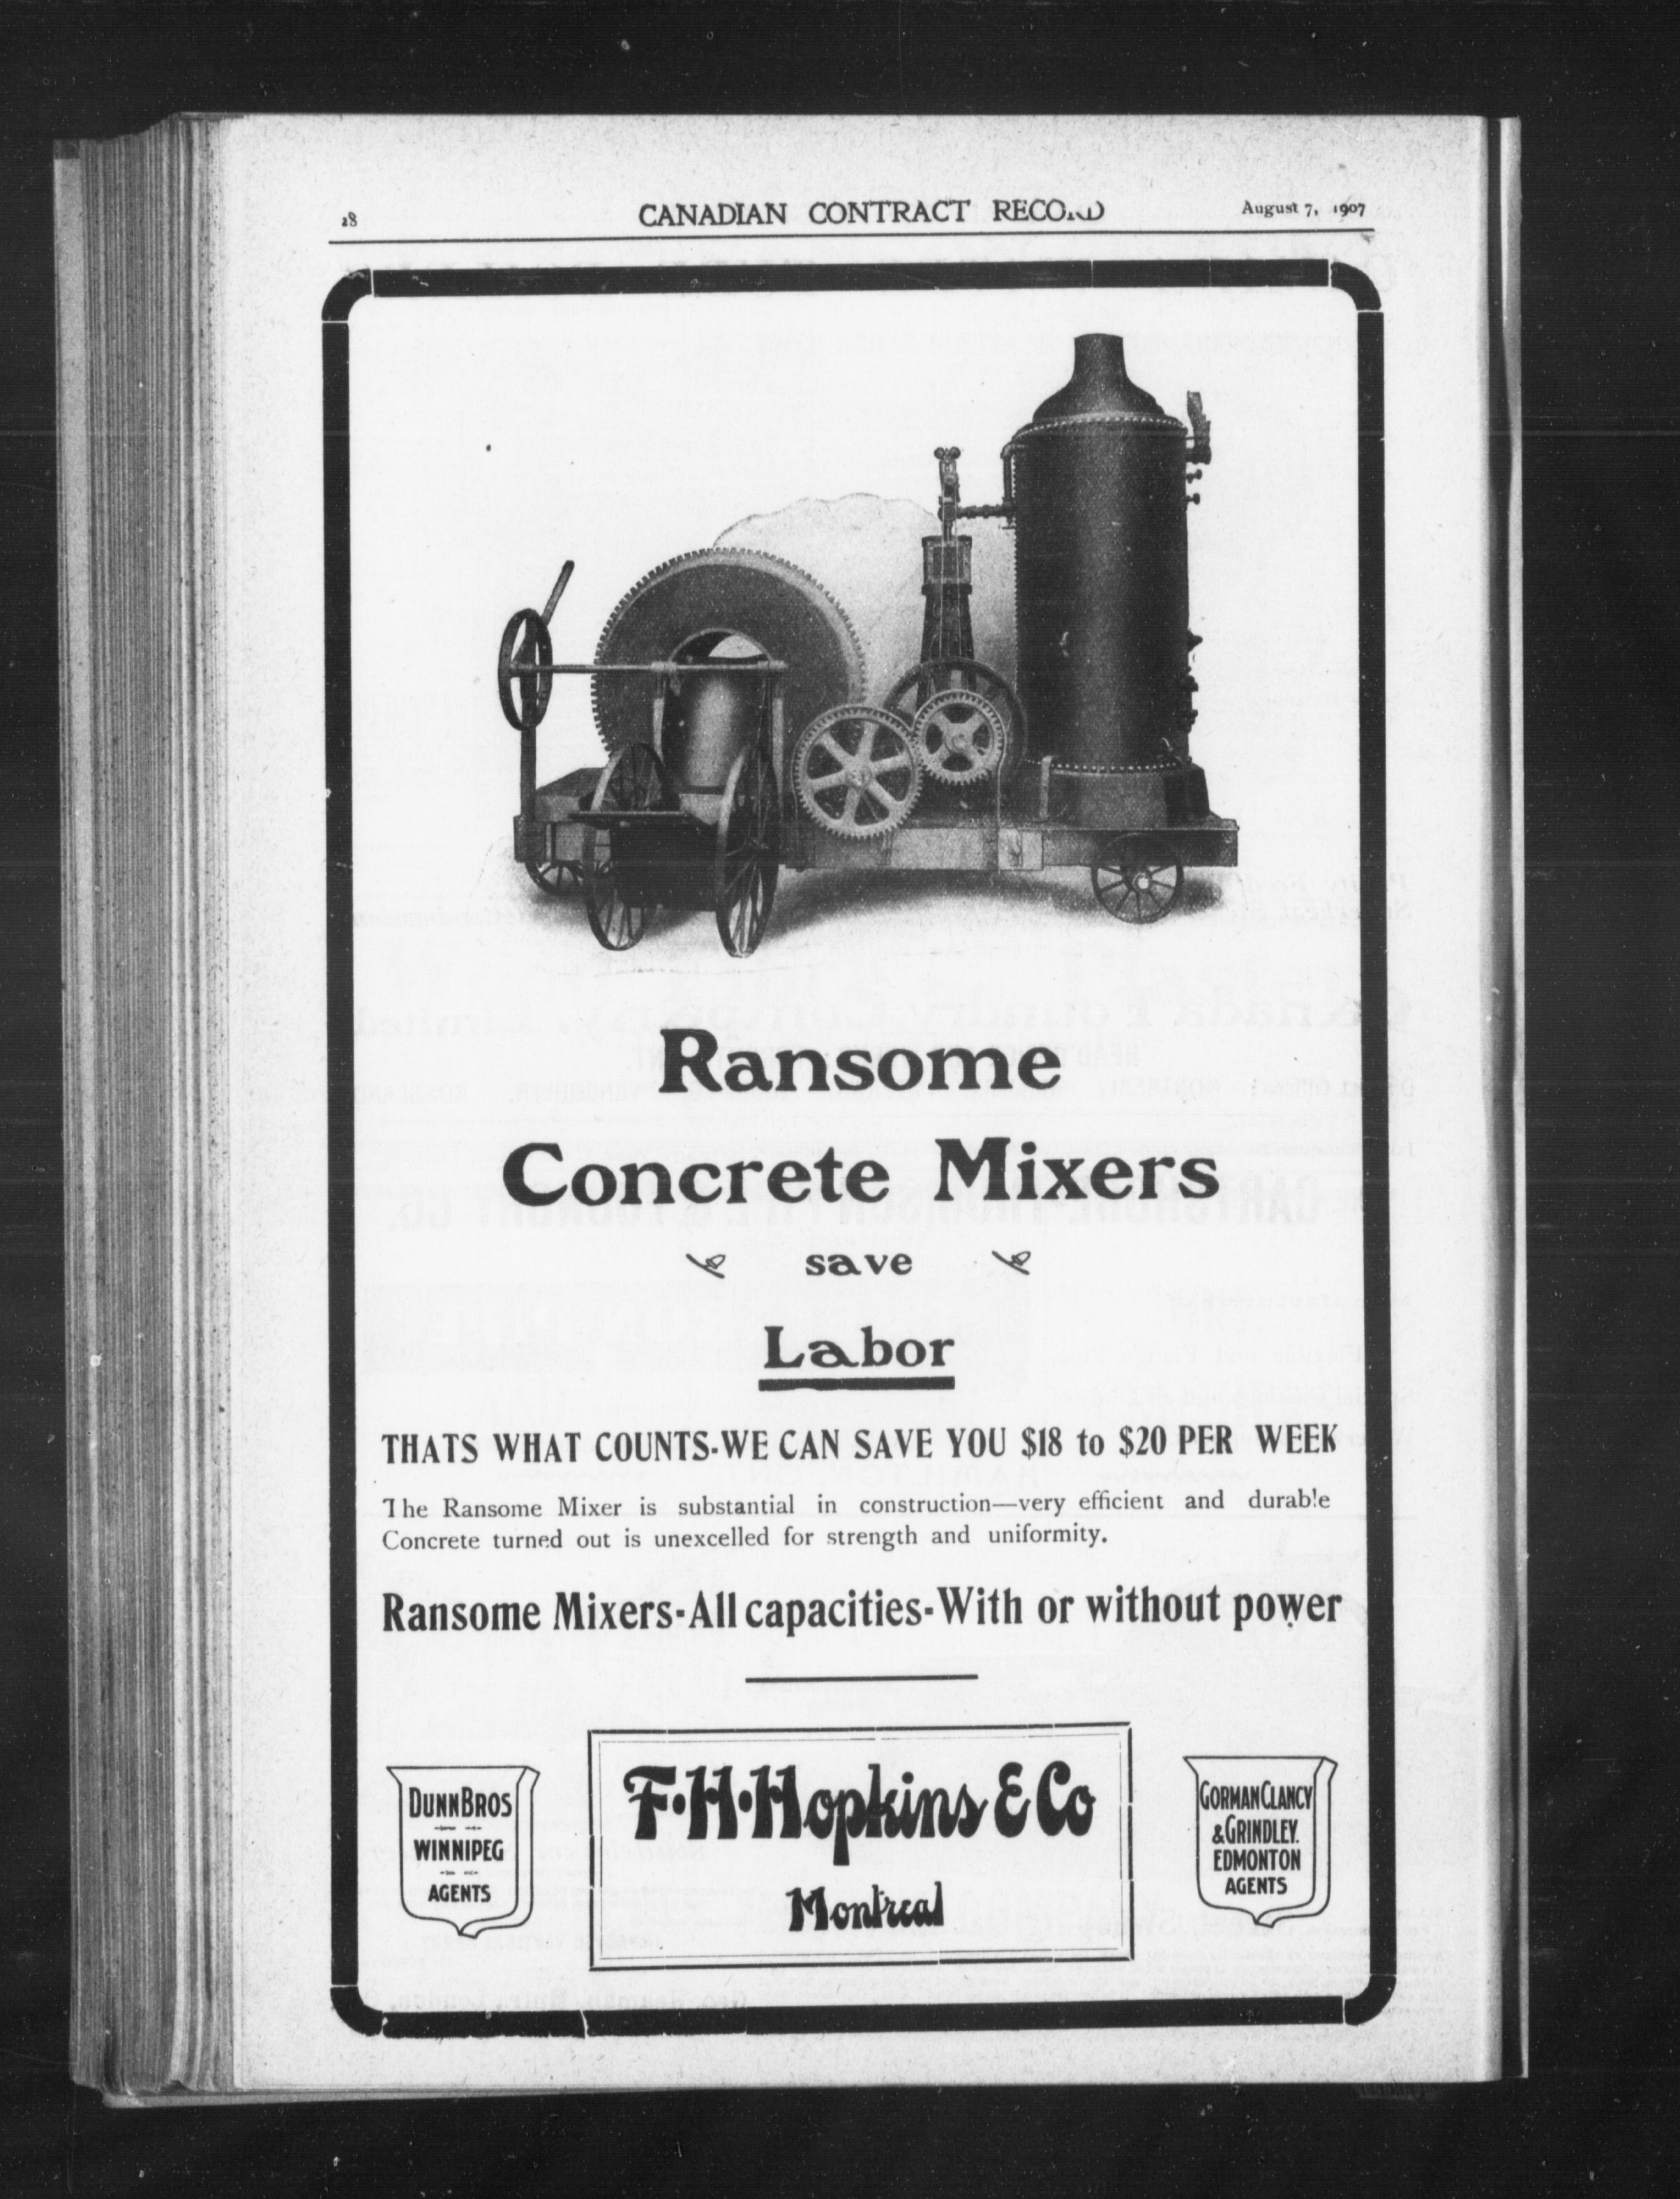 28
CANADIAN CONTRACT RECORD
August 7, 1907
Ransome
Concrete Mixers
save
Labor
THATS WHAT COUNTS-WE CAN SAVE YOU $18 to $20 PER WEEK
The Ransome Mixer is substantial in construction—very efficient and durable
Concrete turned out is unexcelled for strength and uniformity.
Ransome Mixers-All capacities-With or without power
DUNN BROS
WINNIPEG
AGENTS
F·H·Hopkins & Co
Montreal
GORMAN CLANCY
& GRINDLEY.
EDMONTON
AGENTS